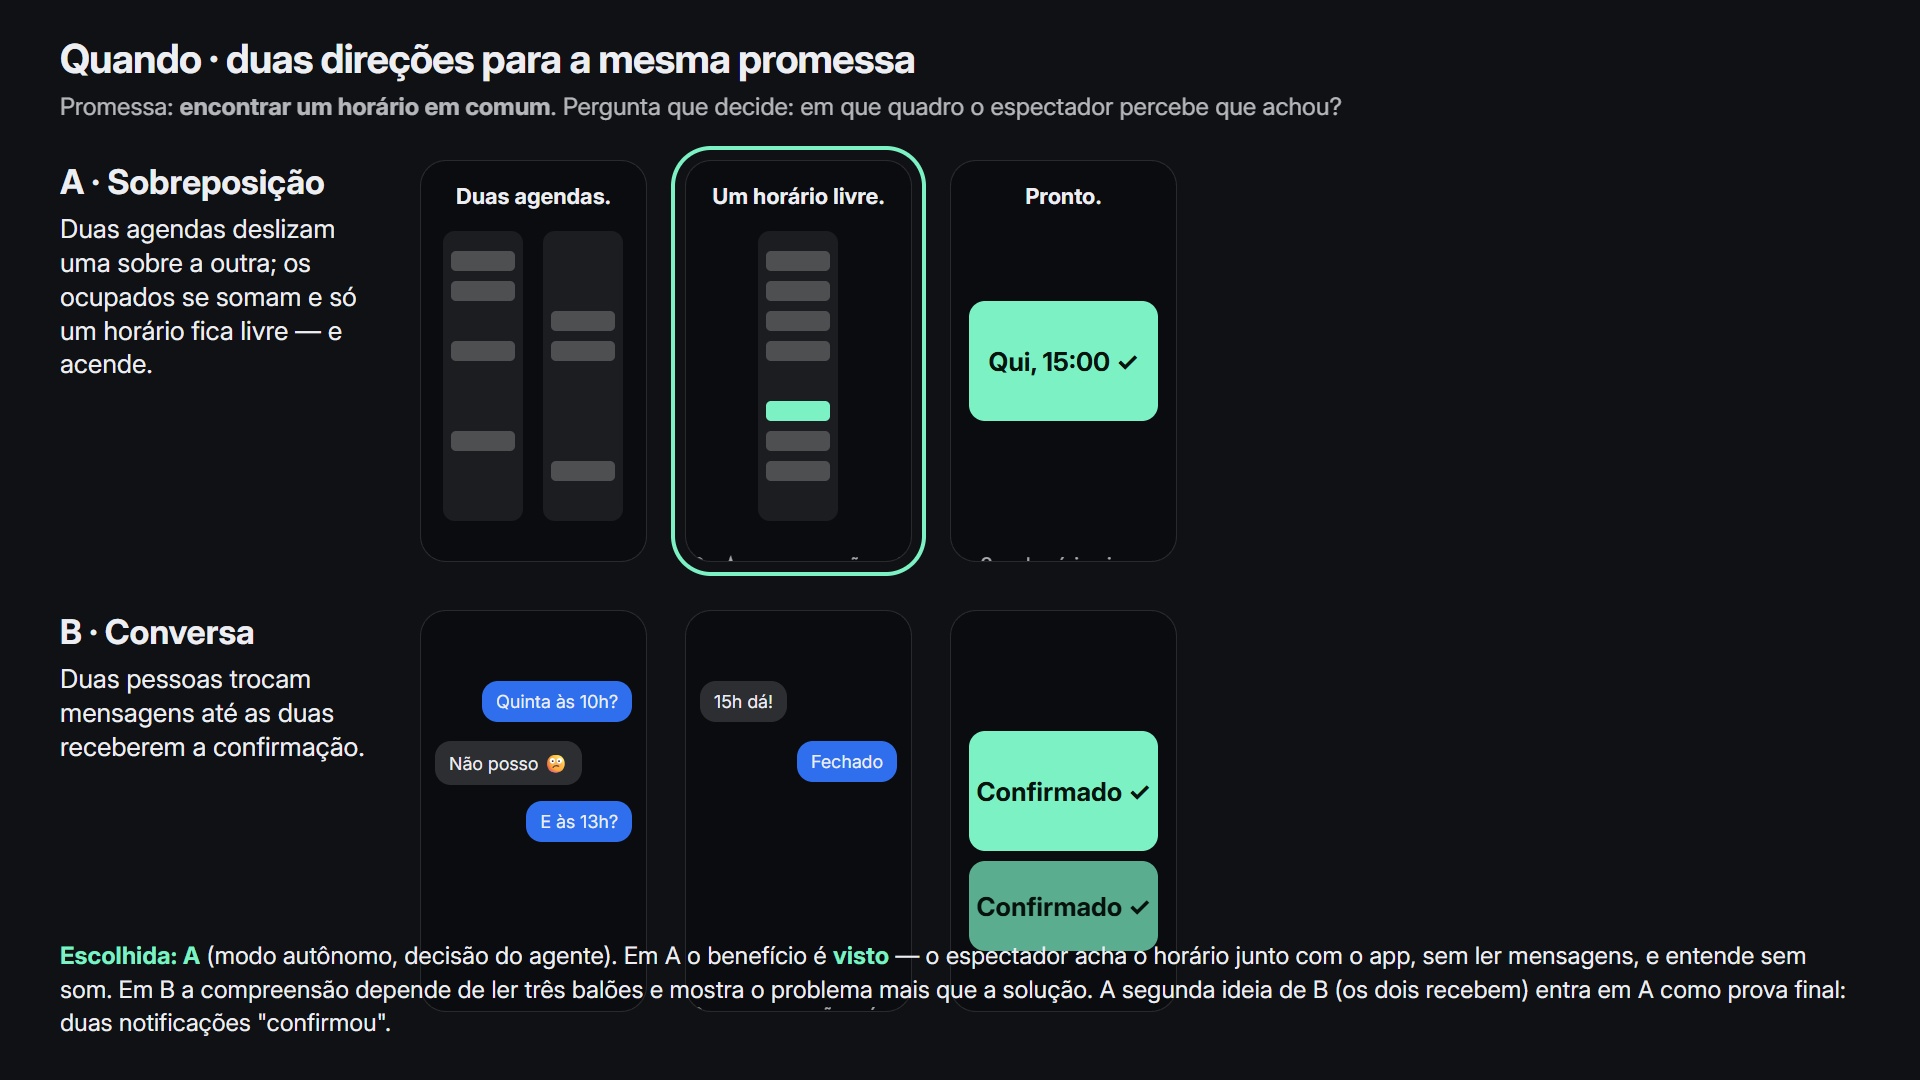 Quando · duas direções para a mesma promessa
Promessa: encontrar um horário em comum. Pergunta que decide: em que quadro o espectador percebe que achou?
A · Sobreposição
Duas agendas deslizam
uma sobre a outra; os
ocupados se somam e só
um horário fica livre — e
acende.
Duas agendas.
Um horário livre.
Pronto.
Qui, 15:00 ✓
B · Conversa
Duas pessoas trocam
mensagens até as duas
receberem a confirmação.
Quinta às 10h?
Não posso 🙄
E às 13h?
15h dá!
Fechado
Confirmado ✓
Confirmado ✓
Escolhida: A (modo autônomo, decisão do agente). Em A o benefício é visto — o espectador acha o horário junto com o app, sem ler mensagens, e entende sem
som. Em B a compreensão depende de ler três balões e mostra o problema mais que a solução. A segunda ideia de B (os dois recebem) entra em A como prova final:
duas notificações "confirmou".